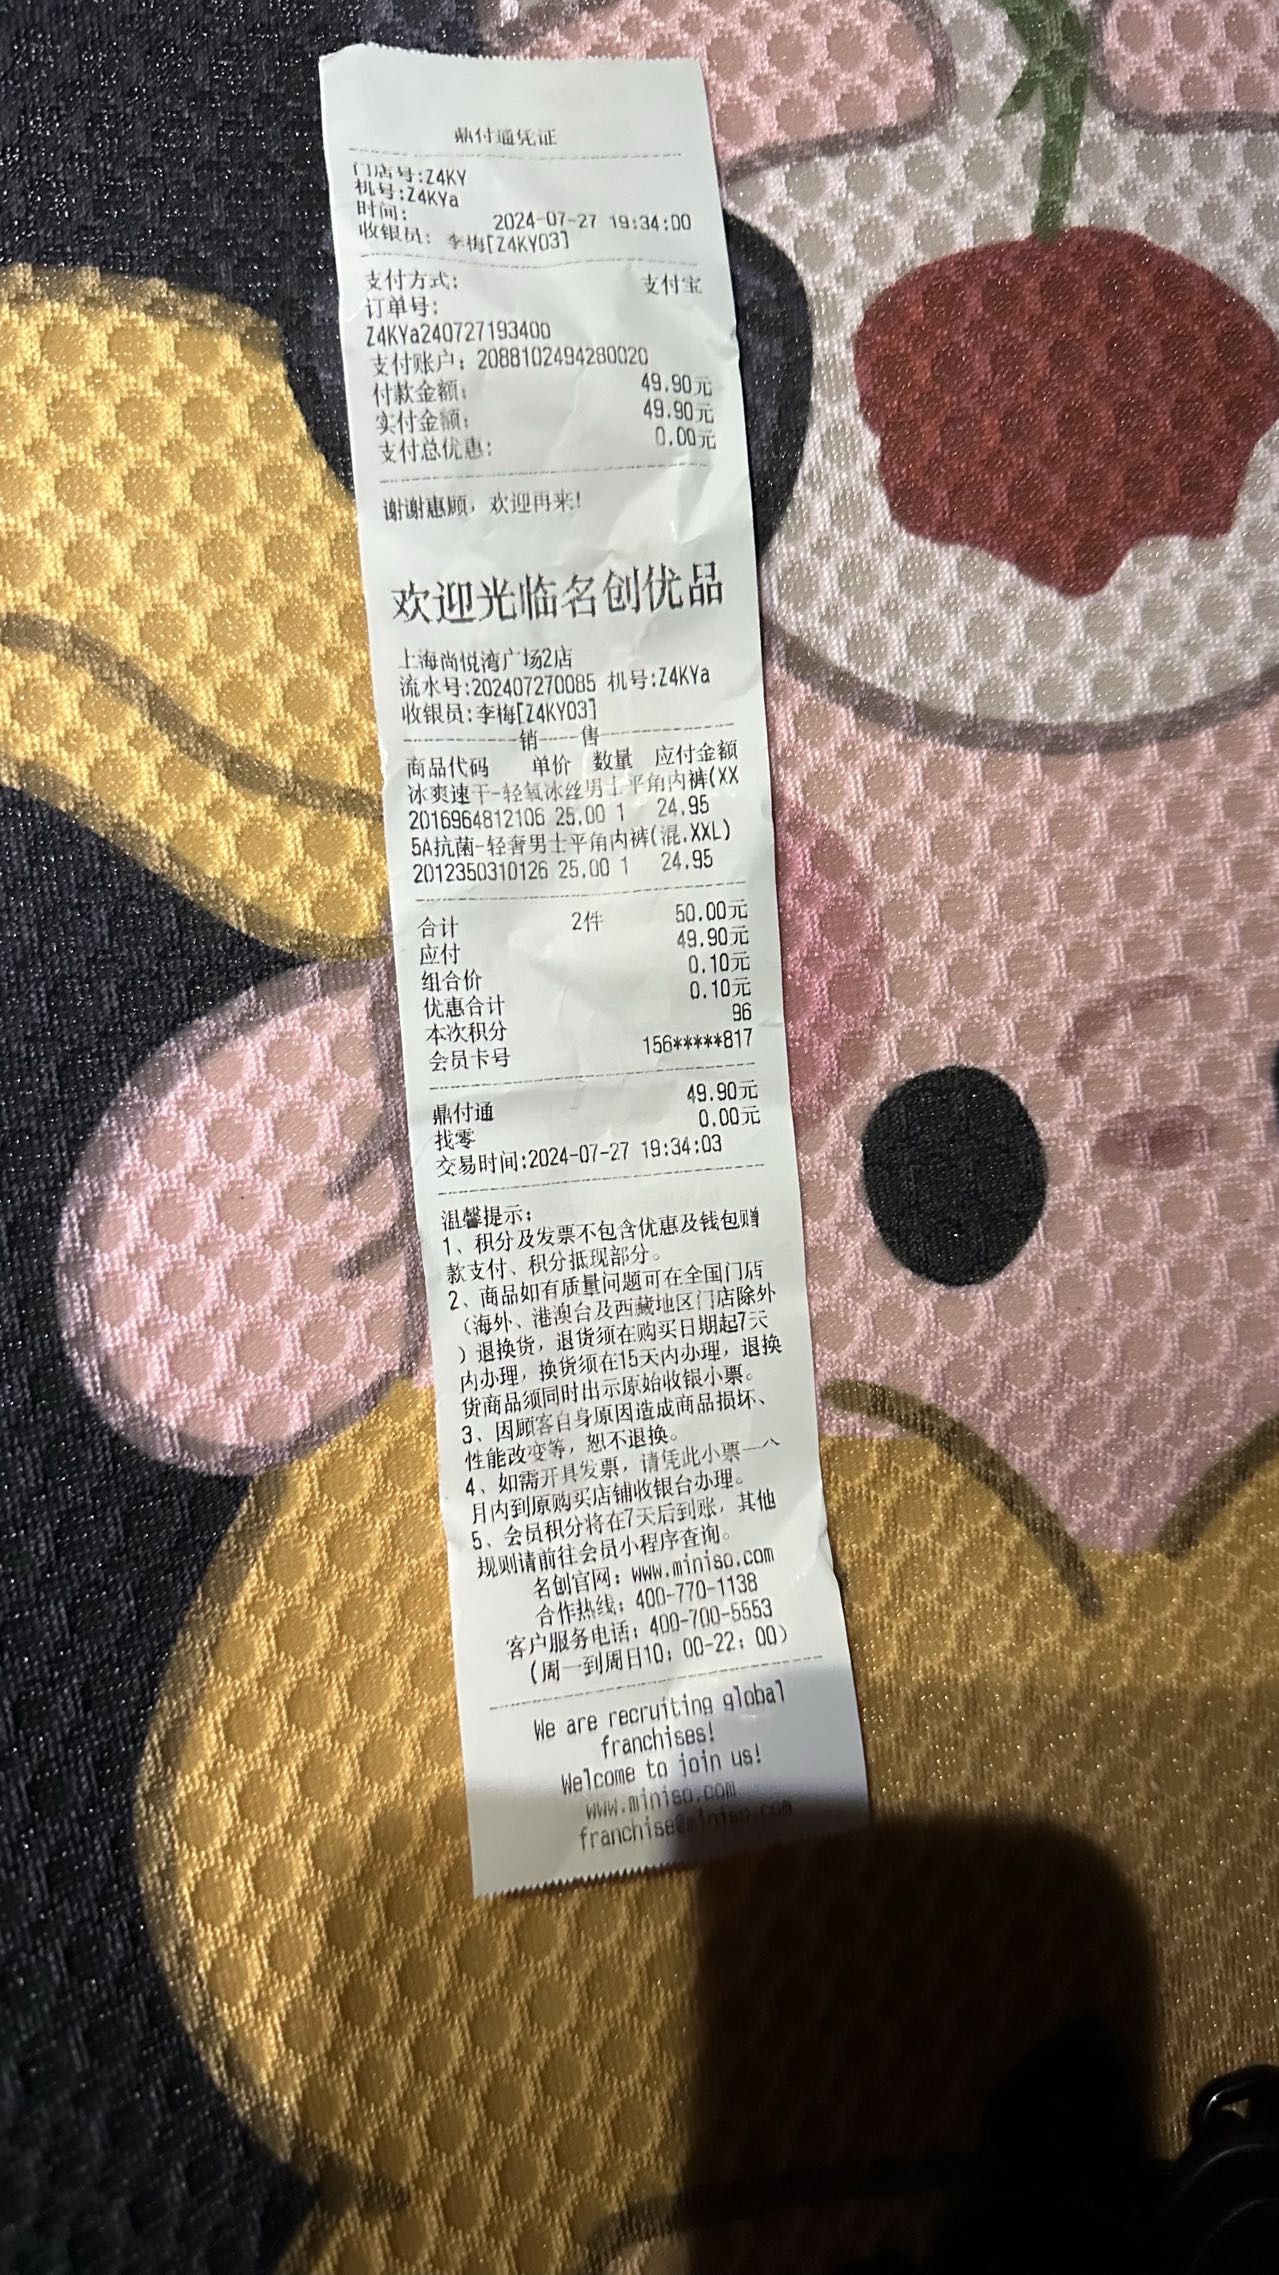 鼎付通凭证
门店号:Z4KY
机号:Z4KYa
时间: 2024-07-27 19:34:00
收银员: 李梅[Z4KY03]
支付方式: 支付宝
订单号:
Z4KYa240727193400
支付账户: 2088102494280020
付款金额: 49.90元
实付金额: 49.90元
支付总优惠: 0.00元
谢谢惠顾，欢迎再来!
欢迎光临名创优品
上海尚悦湾广场2店
流水号:202407270085 机号:Z4KYa
收银员:李梅[Z4KY03]
销----售
商品代码 单价 数量 应付金额
冰爽速干-轻氧冰丝男士平角内裤(XX
2016964812106 25.00 1 24.95
5A抗菌-轻奢男士平角内裤(混,XXL)
2012350310126 25.00 1 24.95
合计 2件 50.00元
应付 49.90元
组合价 0.10元
优惠合计 0.10元
本次积分 96
会员卡号 156*****817
鼎付通 49.90元
找零 0.00元
交易时间:2024-07-27 19:34:03
温馨提示:
1、积分及发票不包含优惠及钱包赠
款支付、积分抵现部分。
2、商品如有质量问题可在全国门店
(海外、港澳台及西藏地区门店除外
)退换货，退货须在购买日期起7天
内办理，换货须在15天内办理，退换
货商品须同时出示原始收银小票。
3、因顾客自身原因造成商品损坏、
性能改变等，恕不退换。
4、如需开具发票，请凭此小票一个
月内到原购买店铺收银台办理。
5、会员积分将在7天后到账，其他
规则请前往会员小程序查询。
名创官网: www.miniso.com
合作热线: 400-770-1138
客户服务电话: 400-700-5553
(周一到周日10: 00-22: 00)
We are recruiting global
franchises!
Welcome to join us!
www.miniso.com
franchise@miniso.com